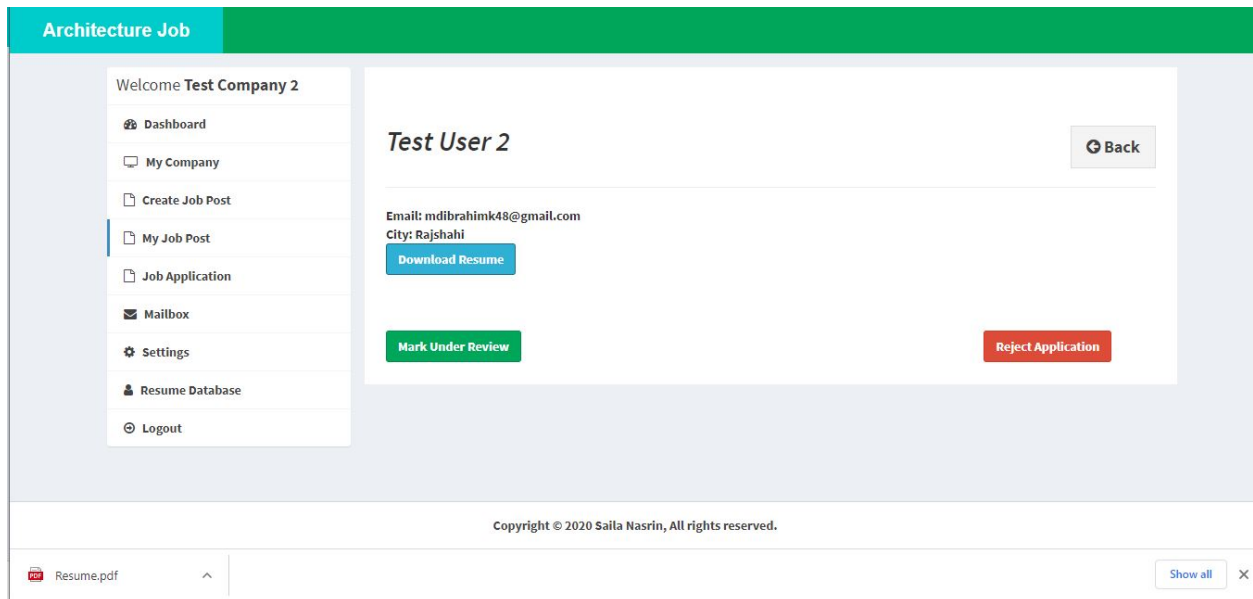 Architecture Job
Welcome Test Company 2
Dashboard
My Company
Create Job Post
My Job Post
Job Application
Mailbox
Settings
Resume Database
Logout
Test User 2
Back
Email: mdibrahimk48@gmail.com
City: Rajshahi
Download Resume
Mark Under Review
Reject Application
Copyright © 2020 Saila Nasrin, All rights reserved.
PDF
Resume.pdf
Show all